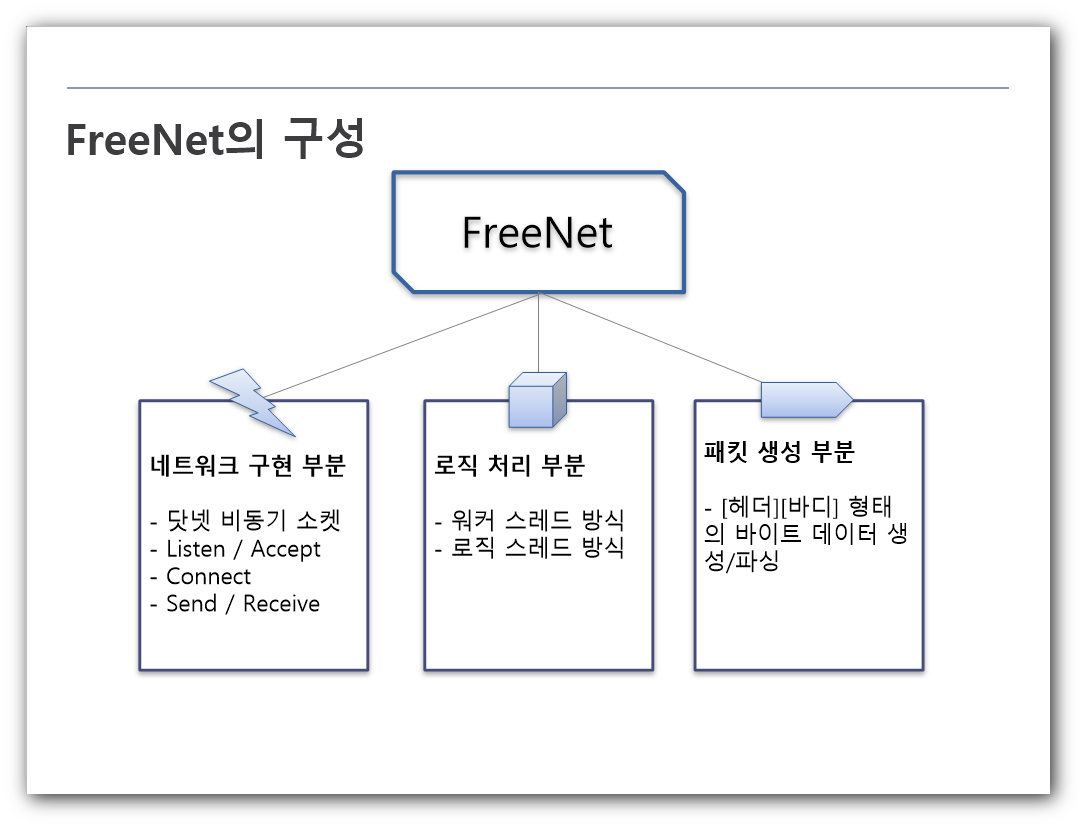 FreeNet의 구성
FreeNet
네트워크 구현 부분
- 닷넷 비동기 소켓
- Listen / Accept
- Connect
- Send / Receive
로직 처리 부분
- 워커 스레드 방식
- 로직 스레드 방식
패킷 생성 부분
- [헤더][바디] 형태
의 바이트 데이터 생
성/파싱